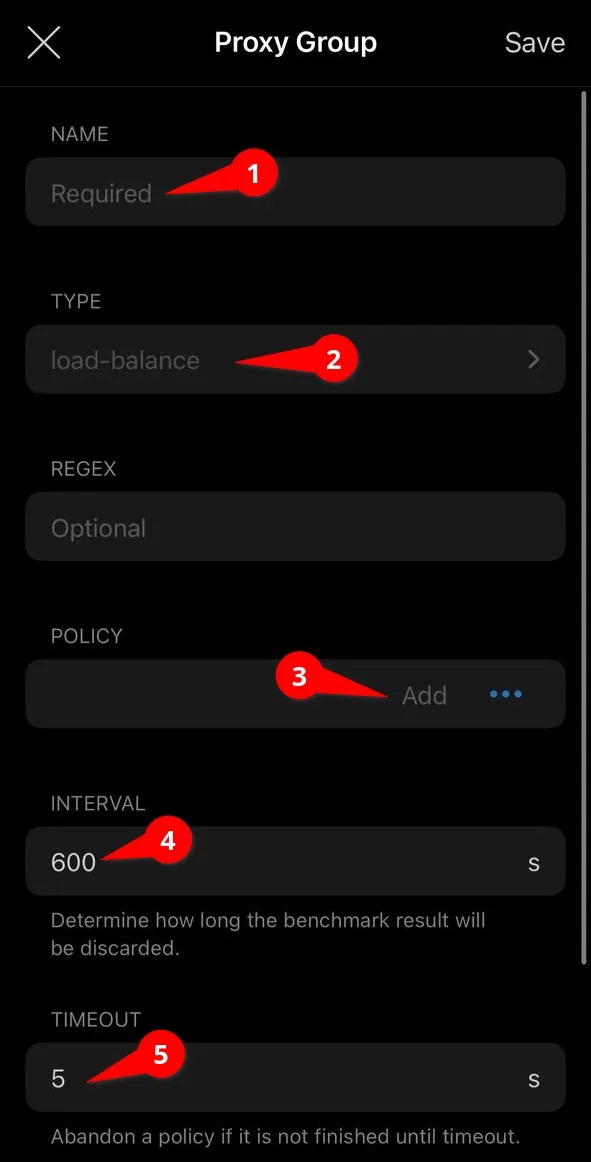 Proxy Group Save
NAME
Required 1
TYPE
load-balance 2
REGEX
Optional
POLICY
3 Add
INTERVAL
4
600 s
Determine how long the benchmark result will
be discarded.
TIMEOUT
5
5 s
Abandon a policy if it is not finished until timeout.